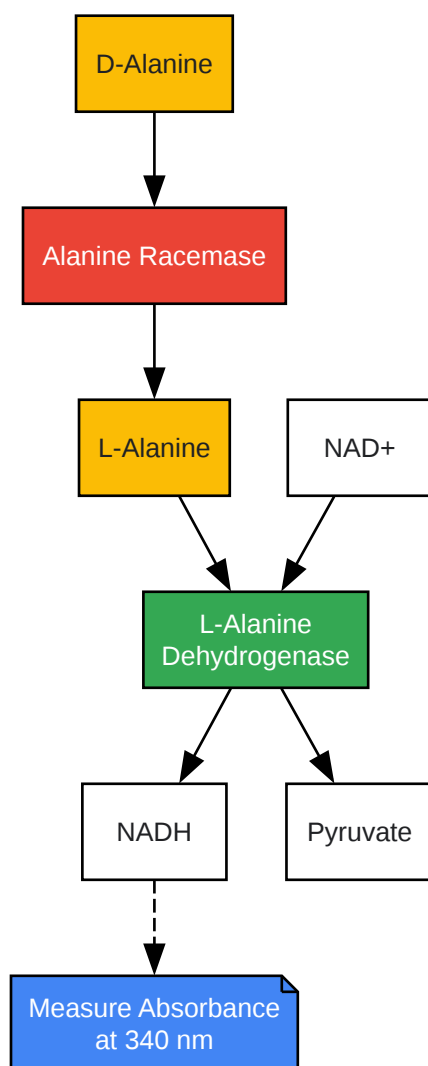 D-Alanine
Alanine Racemase
L-Alanine
NAD+
L-Alanine
Dehydrogenase
NADH
Pyruvate
Measure Absorbance
at 340 nm